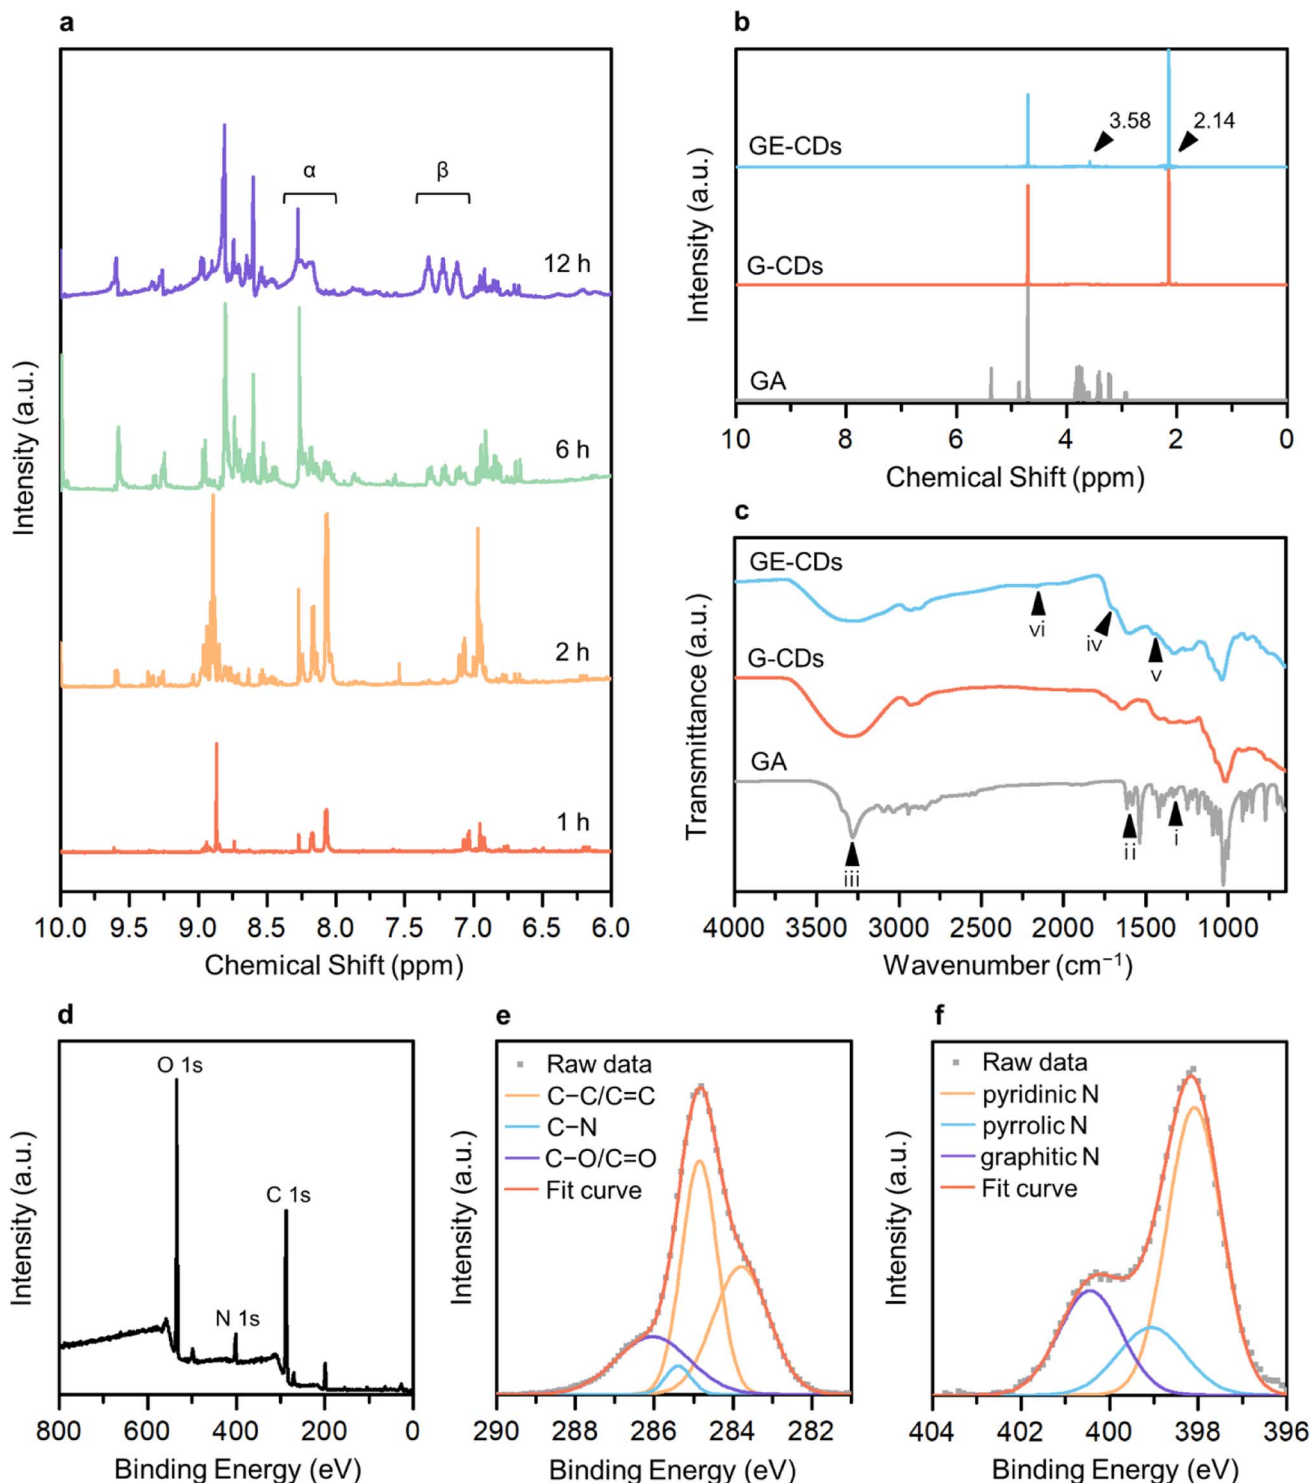 a
Intensity (a.u.)
α
β
12 h
6 h
2 h
1 h
10.0 9.5 9.0 8.5 8.0 7.5 7.0 6.5 6.0
Chemical Shift (ppm)
b
Intensity (a.u.)
3.58
2.14
GE-CDs
G-CDs
GA
10 8 6 4 2 0
Chemical Shift (ppm)
c
Transmittance (a.u.)
GE-CDs
vi
iv
v
G-CDs
GA
iii
ii
i
4000 3500 3000 2500 2000 1500 1000
Wavenumber (cm⁻¹)
d
Intensity (a.u.)
O 1s
C 1s
N 1s
800 600 400 200 0
Binding Energy (eV)
e
Intensity (a.u.)
Raw data
C−C/C=C
C−N
C−O/C=O
Fit curve
290 288 286 284 282
Binding Energy (eV)
f
Intensity (a.u.)
Raw data
pyridinic N
pyrrolic N
graphitic N
Fit curve
404 402 400 398 396
Binding Energy (eV)